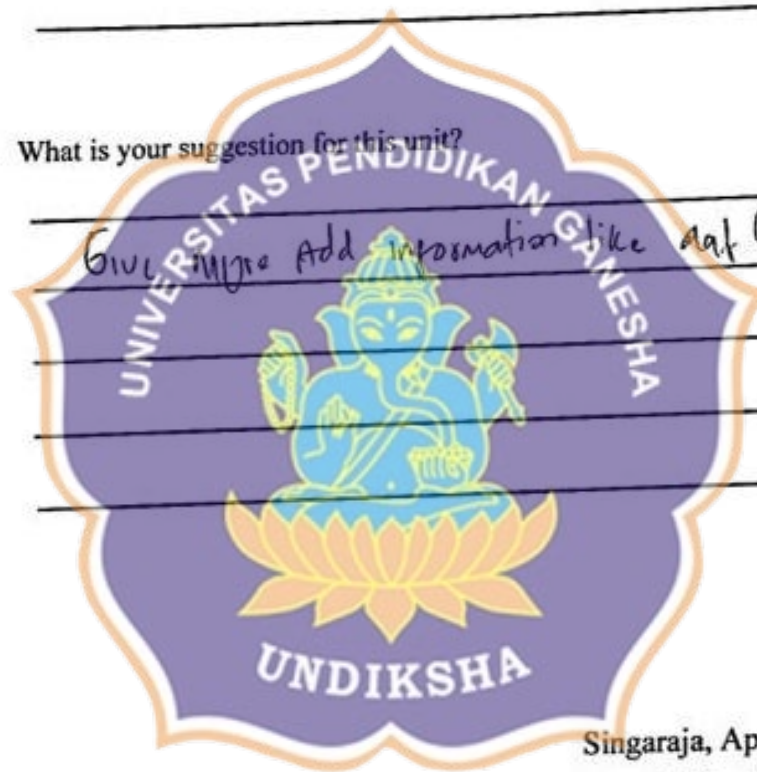 What is your suggestion for this unit?
Give more Add information like
UNIVERSITAS PENDIDIKAN GANESHA
UNDIKSHA
Singaraja, Ap